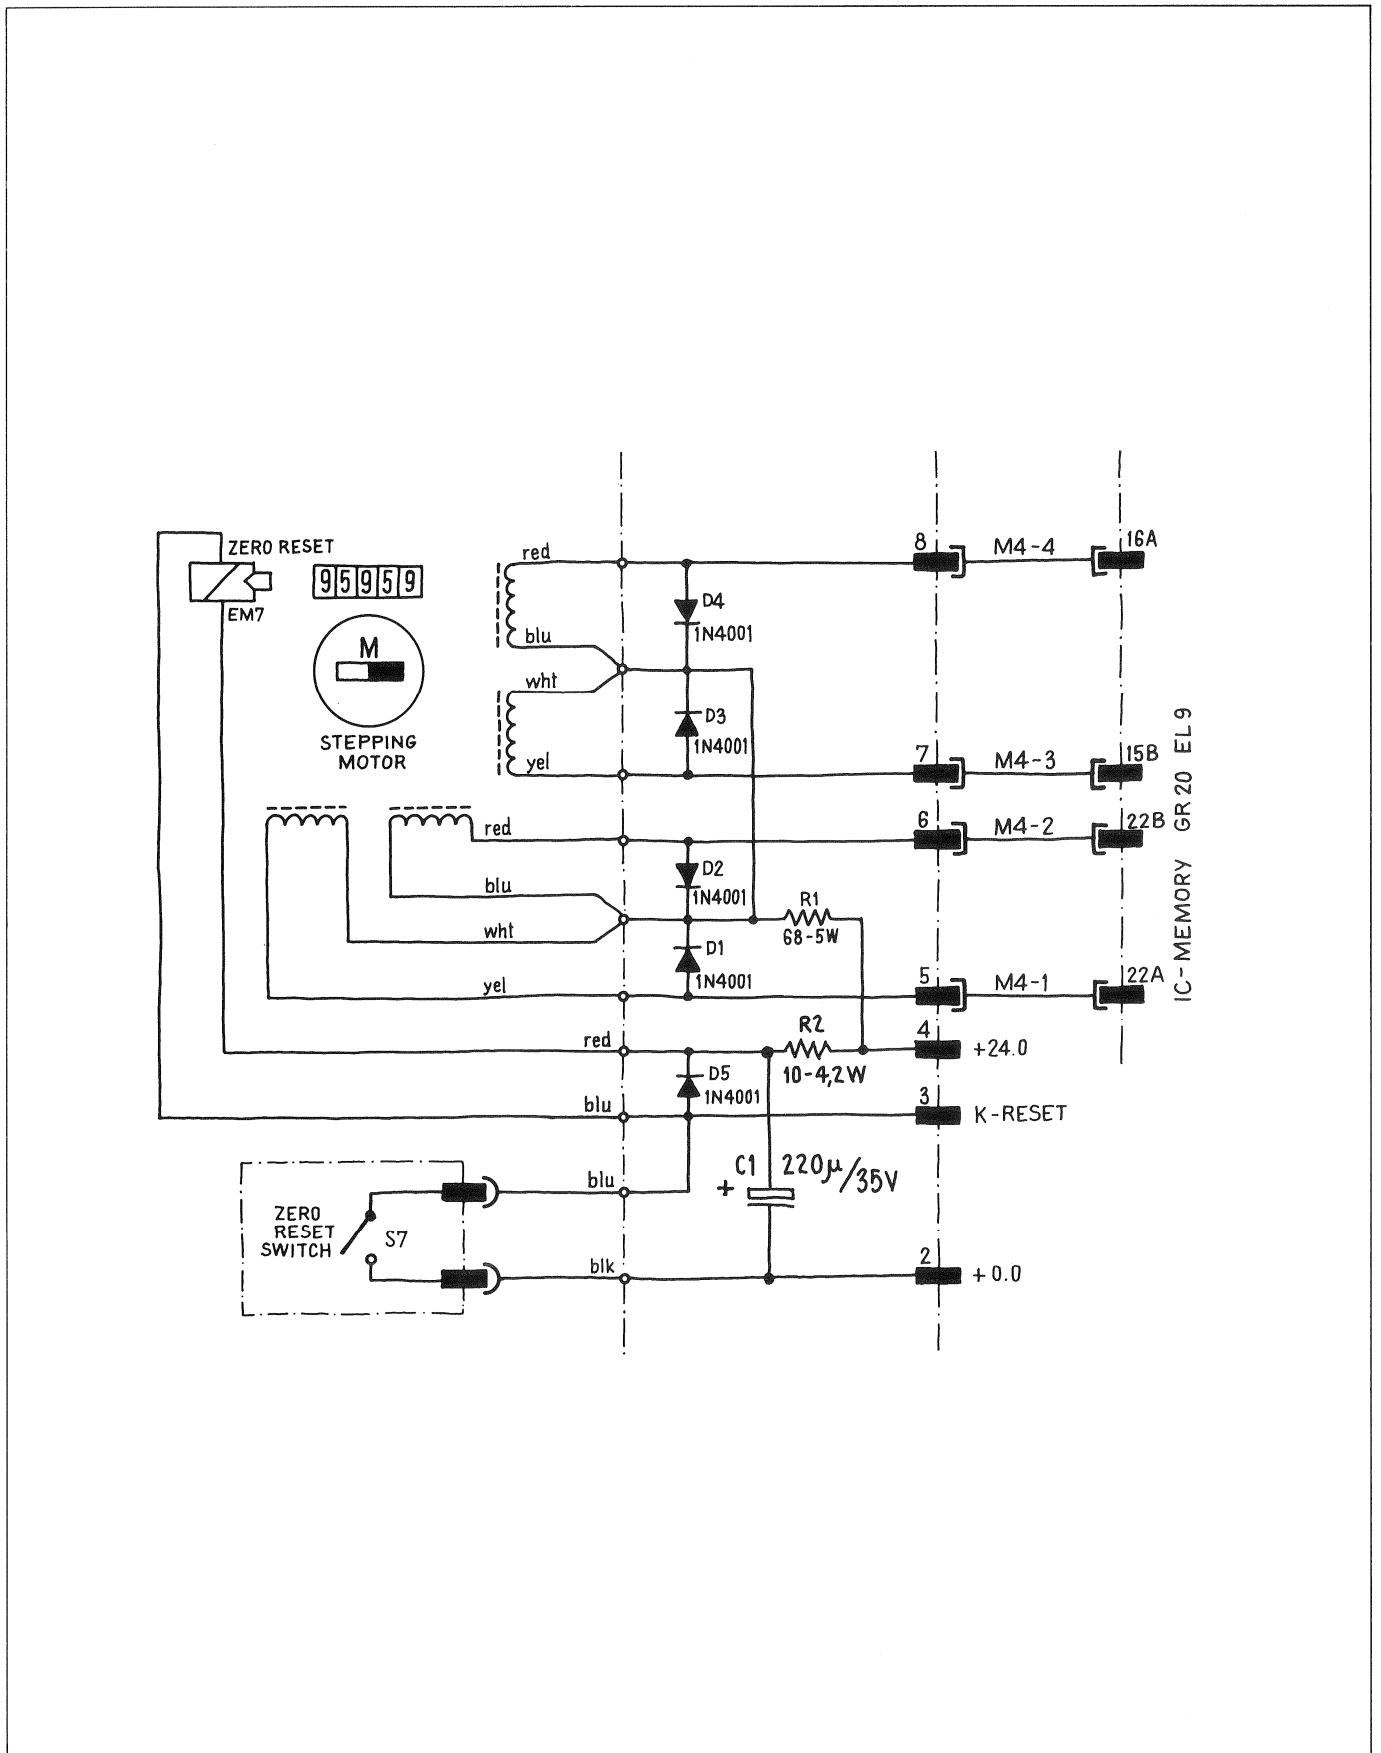 ZERO RESET
EM7
95959
M
STEPPING
MOTOR
red
blu
wht
yel
D4
1N4001
D3
1N4001
8
M4-4
16A
7
M4-3
15B
red
blu
wht
yel
D2
1N4001
D1
1N4001
R1
68-5W
6
M4-2
22B
5
M4-1
22A
IC-MEMORY GR 20 EL 9
red
R2
10-4,2W
4
+24.0
D5
1N4001
blu
3
K-RESET
ZERO
RESET
SWITCH
S7
blu
C1 220µ/35V
+
blk
2
+0.0